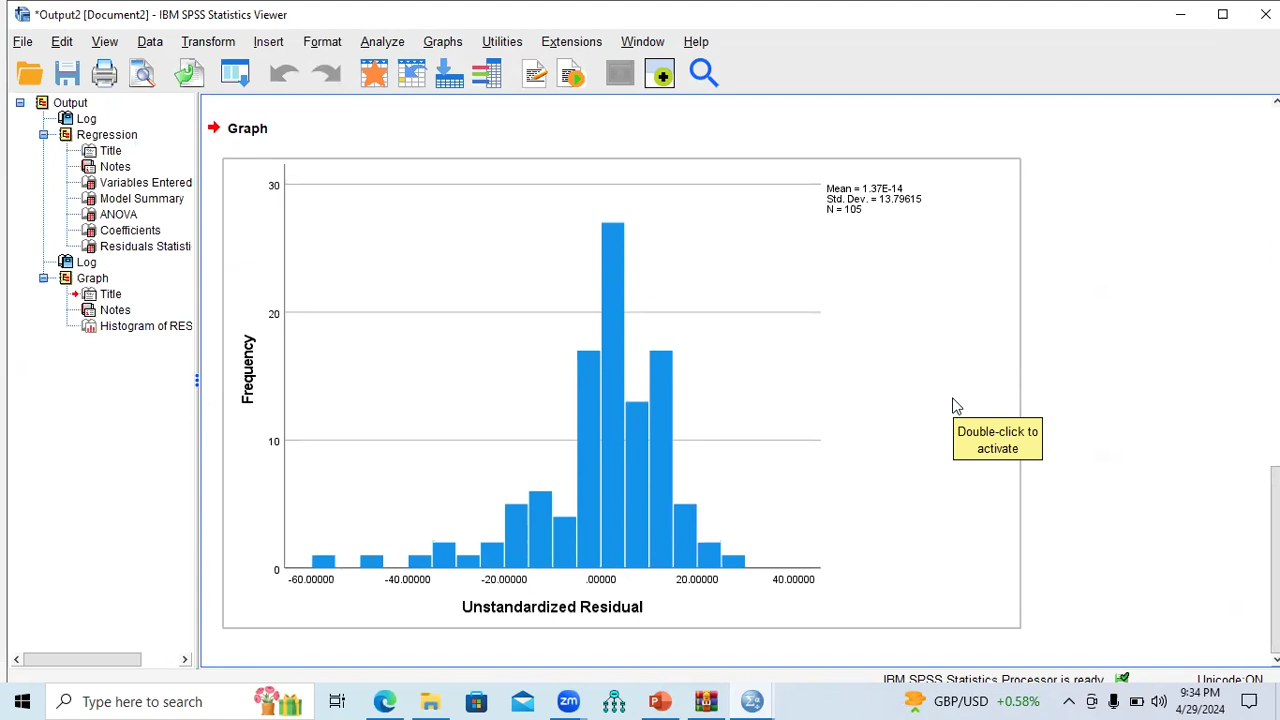 *Output2 [Document2] - IBM SPSS Statistics Viewer
File Edit View Data Transform Insert Format Analyze Graphs Utilities Extensions Window Help
Output
Log
Regression
Title
Notes
Variables Entered
Model Summary
ANOVA
Coefficients
Residuals Statisti
Log
Graph
Title
Notes
Histogram of RES
Graph
Mean = 1.37E-14
Std. Dev. = 13.79615
N = 105
30
20
10
0
Frequency
-60.00000 -40.00000 -20.00000 .00000 20.00000 40.00000
Unstandardized Residual
Double-click to
activate
IBM SPSS Statistics Processor is ready Unicode:ON
Type here to search
zm
GBP/USD +0.58%
9:34 PM
4/29/2024